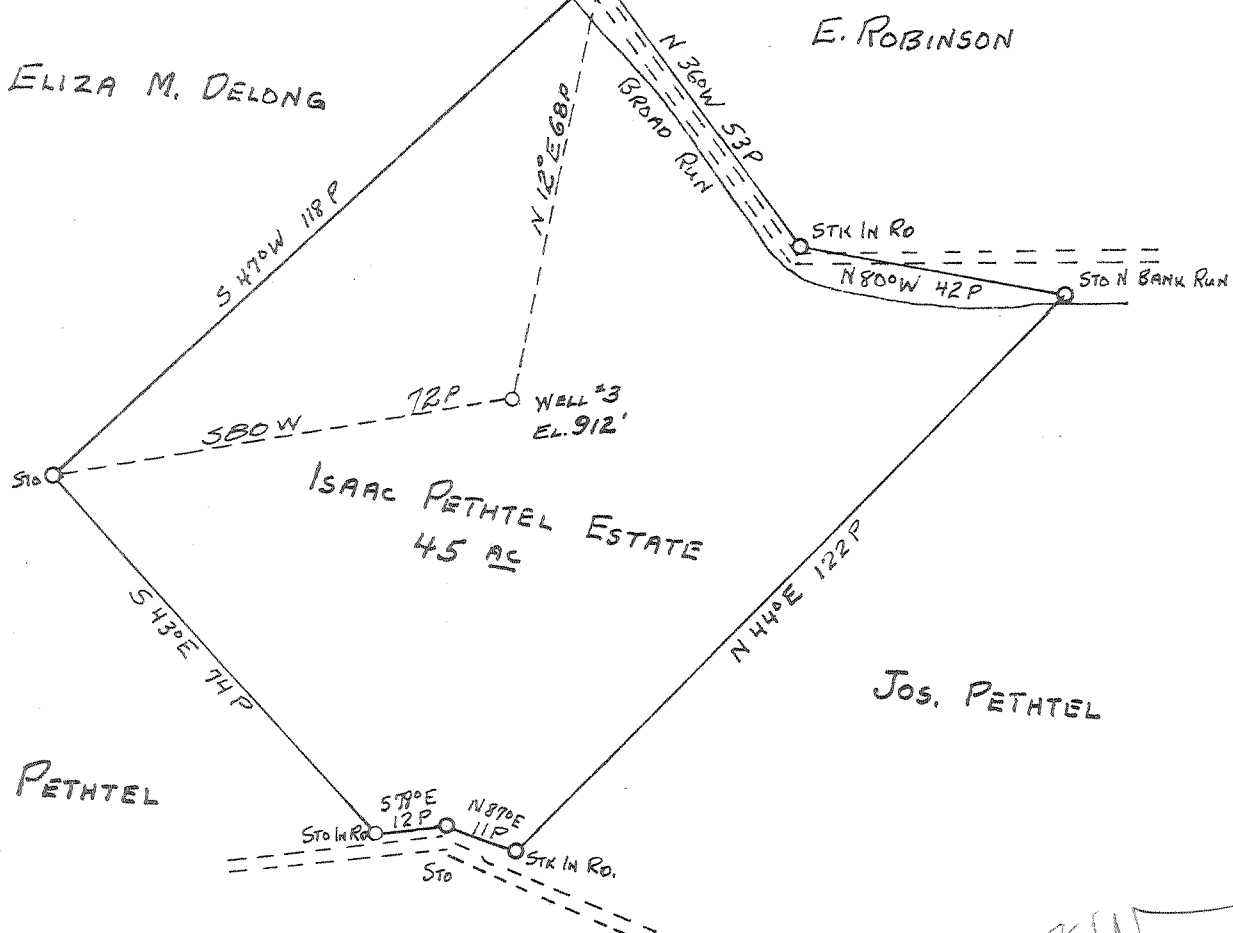 E. ROBINSON
ELIZA M. DELONG
N 36°W 53P
BROAD RUN
N 12°E 68P
S 47°W 118P
STK IN RD
N 80°W 42P
STO N BANK RUN
S80W 72P
WELL #3
EL. 912'
STO
ISAAC PETHTEL ESTATE
45 AC
S 43°E 74P
N 44°E 122P
JOS. PETHTEL
PETHTEL
S 79°E
12P
N 87°E
11P
STO IN RD
STK IN RD.
STO